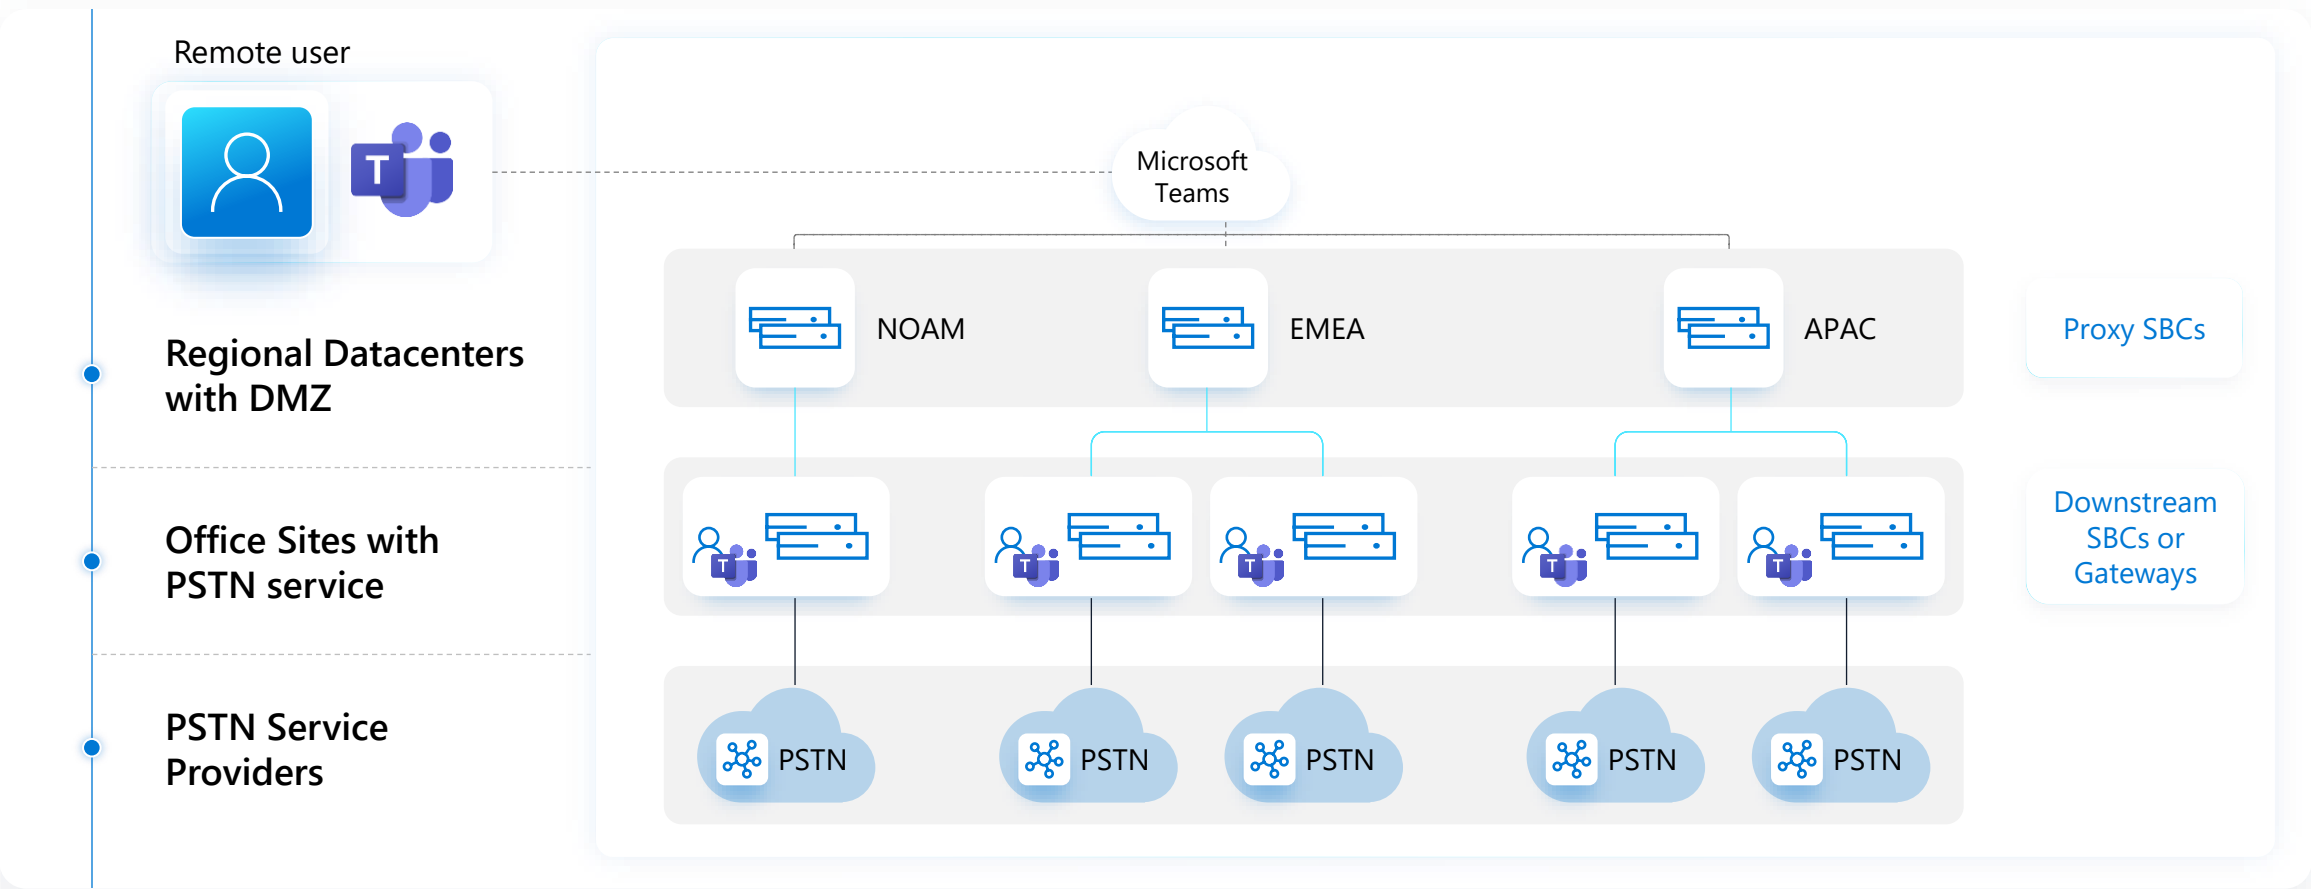 Remote user
Microsoft
Teams
NOAM
EMEA
APAC
Proxy SBCs
Regional Datacenters
with DMZ
Office Sites with
PSTN service
T
T
T
T
T
T
Downstream
SBCs or
Gateways
PSTN Service
Providers
PSTN
PSTN
PSTN
PSTN
PSTN